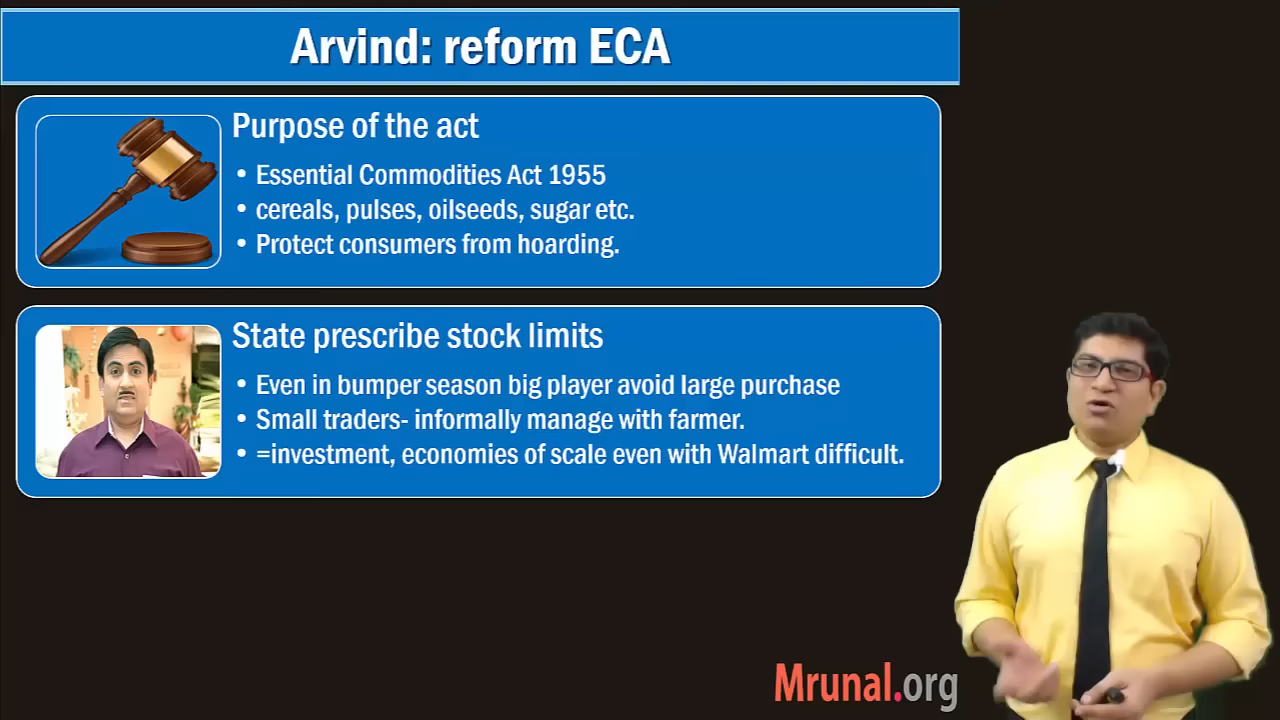 Arvind: reform ECA
Purpose of the act
• Essential Commodities Act 1955
• cereals, pulses, oilseeds, sugar etc.
• Protect consumers from hoarding.
State prescribe stock limits
• Even in bumper season big player avoid large purchase
• Small traders- informally manage with farmer.
• =investment, economies of scale even with Walmart difficult.
Mrunal.org